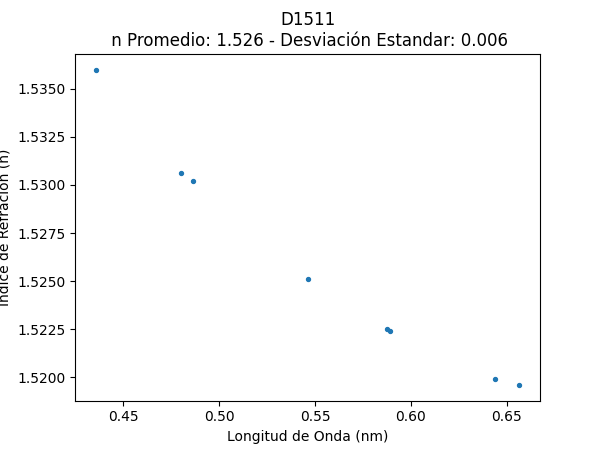 D1511
n Promedio: 1.526 - Desviación Estandar: 0.006
1.5350
1.5325
1.5300
1.5275
1.5250
1.5225
1.5200
Índice de Refración (n)
0.45 0.50 0.55 0.60 0.65
Longitud de Onda (nm)